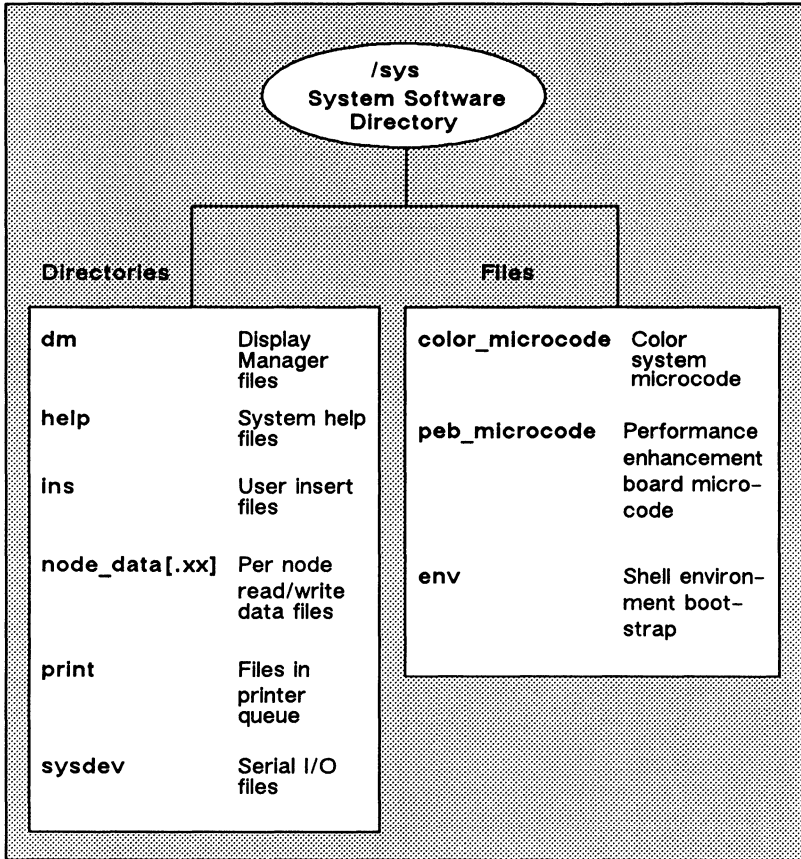 /sys
System Software
Directory
Directories
dm Display
Manager
files
help System help
files
ins User insert
files
node_data[.xx] Per node
read/write
data files
print Files in
printer
queue
sysdev Serial I/O
files
Files
color_microcode Color
system
microcode
peb_microcode Performance
enhancement
board micro-
code
env Shell environ-
ment boot-
strap